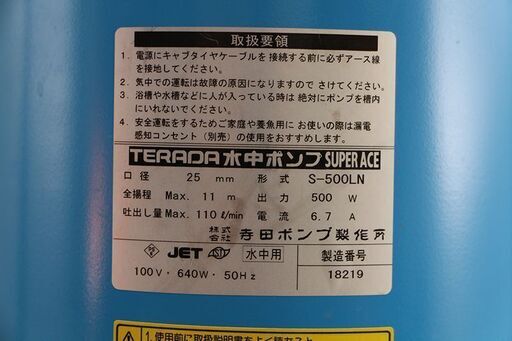 取扱要領
1. 電源にキャブタイヤケーブルを接続する前に必ずアース線
を接地してください。
2. 気中での運転は故障の原因になりますので さけてください。
3. 浴槽や水槽などに人が入っている時は 絶対にポンプを槽内
にいれないでください。
4. 安全運転をするためご家庭や養魚用に お使いの際は漏電
感知コンセント(別売)の使用をおすすめします。
TERADA水中ポンプ SUPER ACE
口径 25 mm 形式 S-500LN
全揚程 Max. 11 m 出力 500 W
吐出し量 Max. 110 ℓ/min 電流 6.7 A
株式会社 寺田ポンプ製作所
JET 水中用 製造番号
100V・640W・50Hz 18219
1.使用前に取扱説明書をよく読むこと